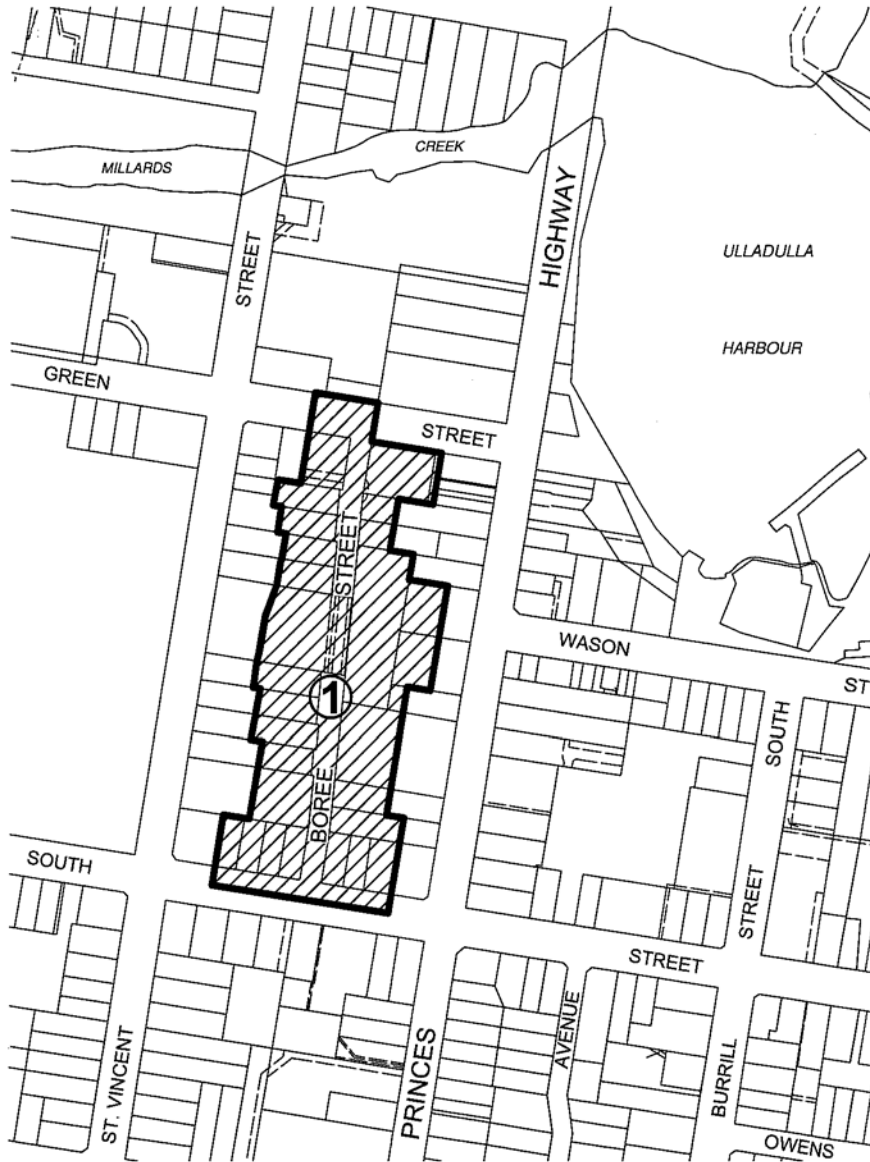 CREEK
MILLARDS
HIGHWAY
ULLADULLA
STREET
HARBOUR
GREEN
STREET
STREET
WASON
ST
1
SOUTH
BOREE
SOUTH
STREET
STREET
AVENUE
ST. VINCENT
PRINCES
BURRILL
OWENS